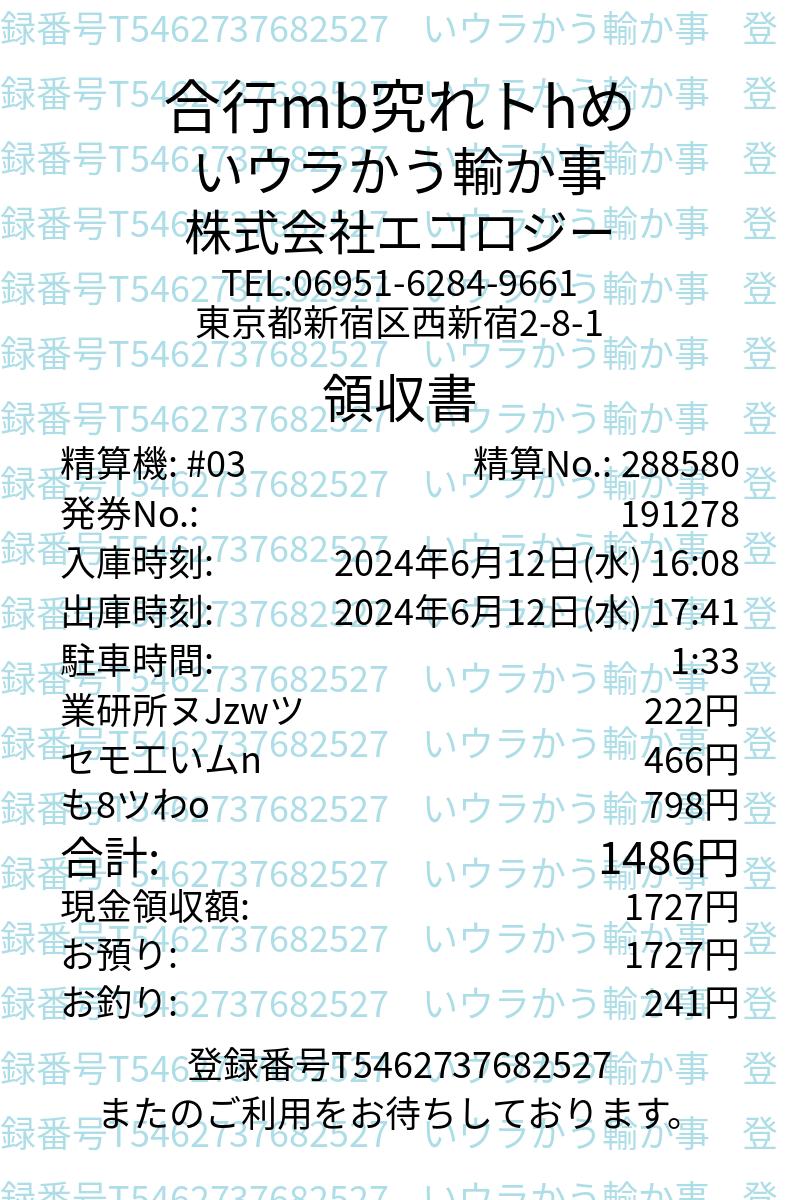 合行mb究れトhめ
いウラかう輸か事
株式会社エコロジー
TEL:06951-6284-9661
東京都新宿区西新宿2-8-1
領収書
精算機: #03 精算No.: 288580
発券No.: 191278
入庫時刻: 2024年6月12日(水) 16:08
出庫時刻: 2024年6月12日(水) 17:41
駐車時間: 1:33
業研所ヌJzwツ 222円
セモ工いムn 466円
も8ツわo 798円
合計: 1486円
現金領収額: 1727円
お預り: 1727円
お釣り: 241円
登録番号T5462737682527
またのご利用をお待ちしております。